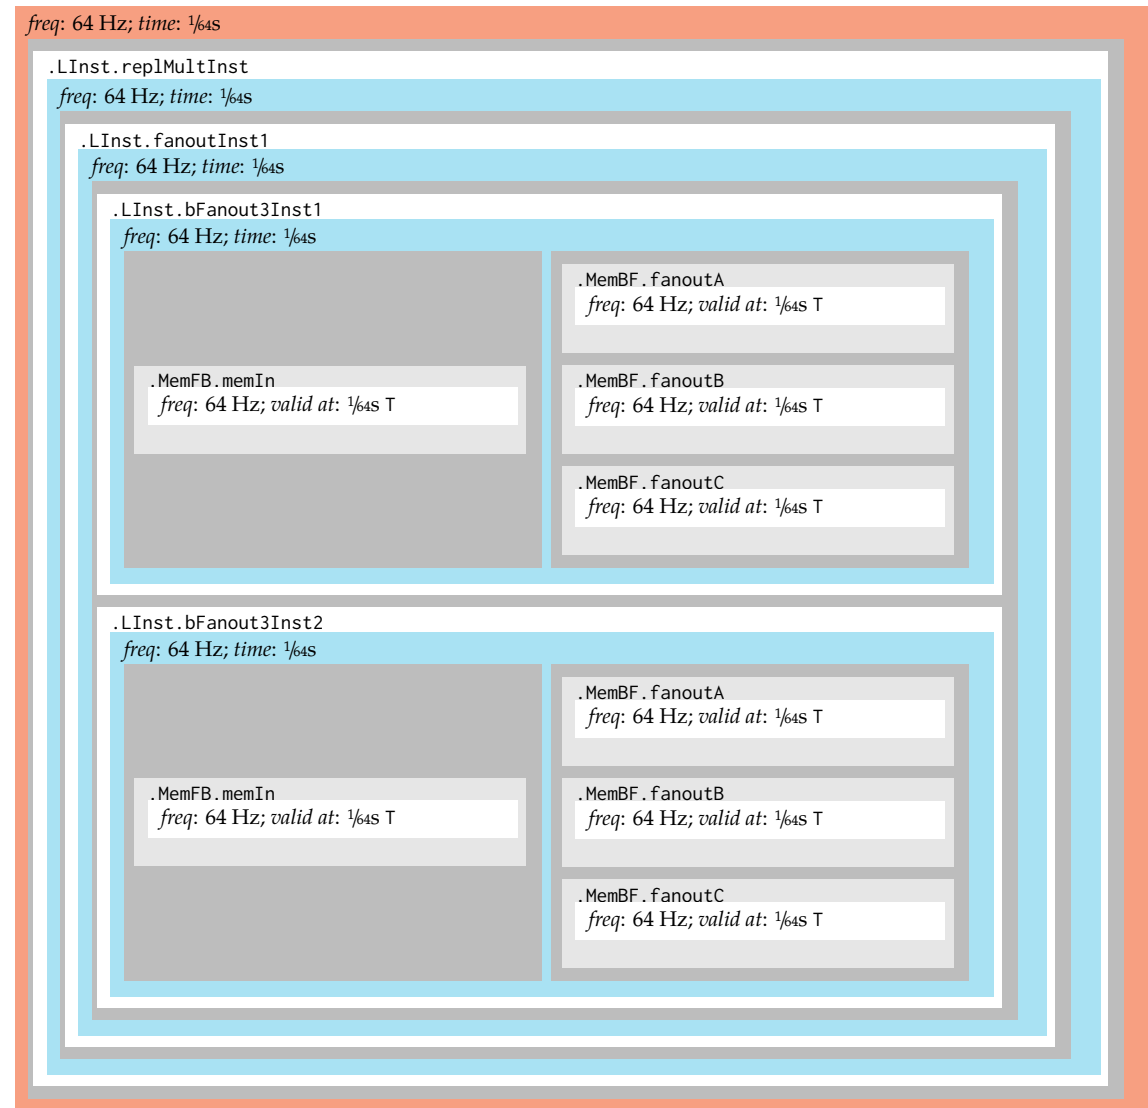 freq: 64 Hz; time: 1/64s
.LInst.replMultInst
freq: 64 Hz; time: 1/64s
.LInst.fanoutInst1
freq: 64 Hz; time: 1/64s
.LInst.bFanout3Inst1
freq: 64 Hz; time: 1/64s
.MemFB.memIn
freq: 64 Hz; valid at: 1/64s T
.MemBF.fanoutA
freq: 64 Hz; valid at: 1/64s T
.MemBF.fanoutB
freq: 64 Hz; valid at: 1/64s T
.MemBF.fanoutC
freq: 64 Hz; valid at: 1/64s T
.LInst.bFanout3Inst2
freq: 64 Hz; time: 1/64s
.MemFB.memIn
freq: 64 Hz; valid at: 1/64s T
.MemBF.fanoutA
freq: 64 Hz; valid at: 1/64s T
.MemBF.fanoutB
freq: 64 Hz; valid at: 1/64s T
.MemBF.fanoutC
freq: 64 Hz; valid at: 1/64s T